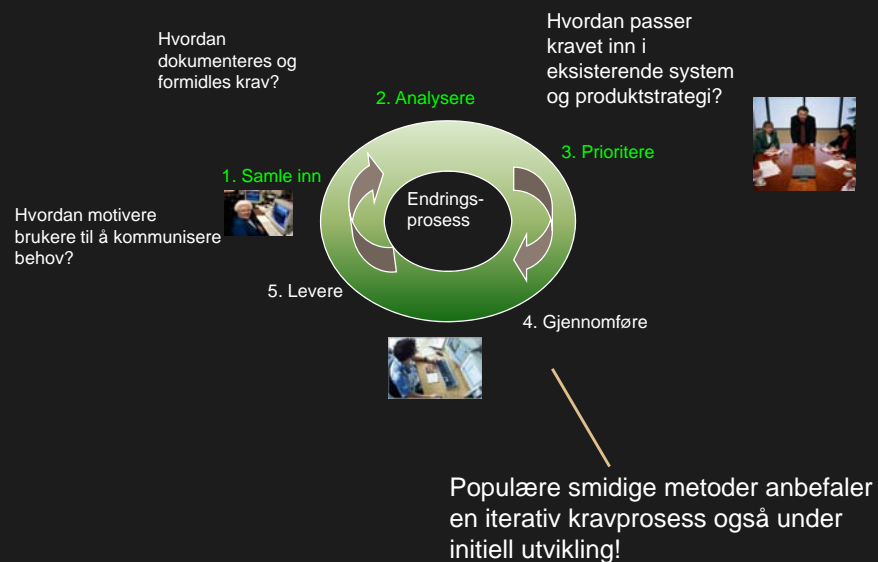 Hvordan
dokumenteres og
formidles krav?
Hvordan passer
kravet inn i
eksisterende system
og produktstrategi?
2. Analysere
3. Prioritere
1. Samle inn
Endrings-
prosess
Hvordan motivere
brukere til å kommunisere
behov?
5. Levere
4. Gjennomføre
Populære smidige metoder anbefaler
en iterativ kravprosess også under
initiell utvikling!